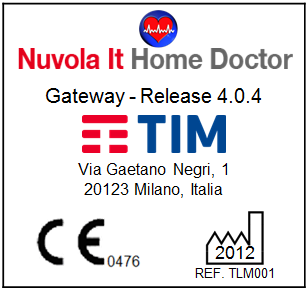 Nuvola It Home Doctor
Gateway - Release 4.0.4
TIM
Via Gaetano Negri, 1
20123 Milano, Italia
CE 0476
2012
REF. TLM001